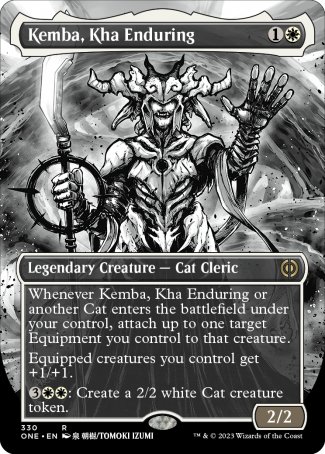 Kemba, Kha Enduring 1
Legendary Creature — Cat Cleric
Whenever Kemba, Kha Enduring or
another Cat enters the battlefield under
your control, attach up to one target
Equipment you control to that creature.
Equipped creatures you control get
+1/+1.
3: Create a 2/2 white Cat creature
token.
2/2
330 R
ONE • EN 泉 朝樹/TOMOKI IZUMI
™ & © 2023 Wizards of the Coast